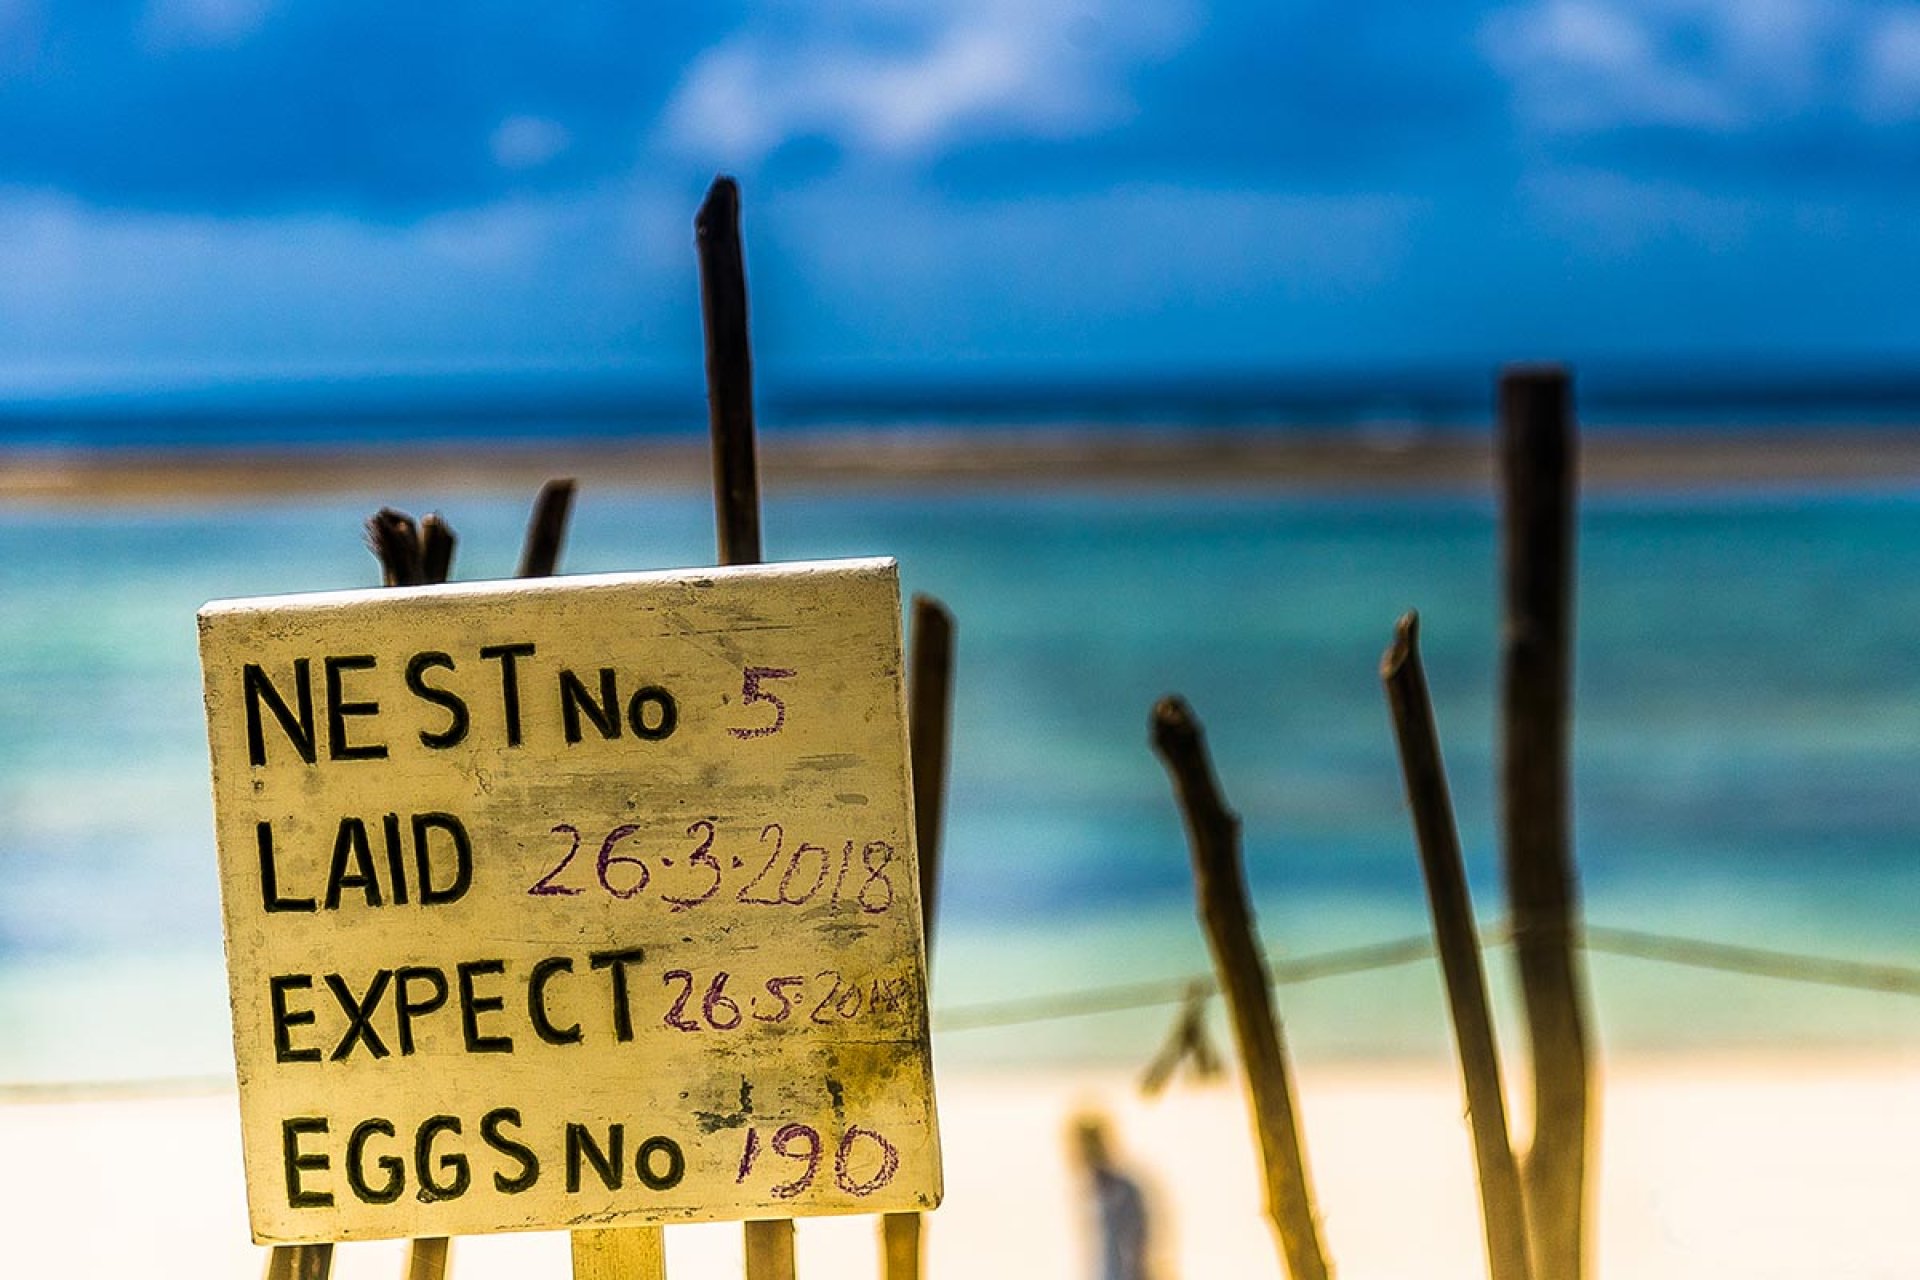 NEST No 5
LAID 26.3.2018
EXPECT 26.5.2018
EGGS No 190